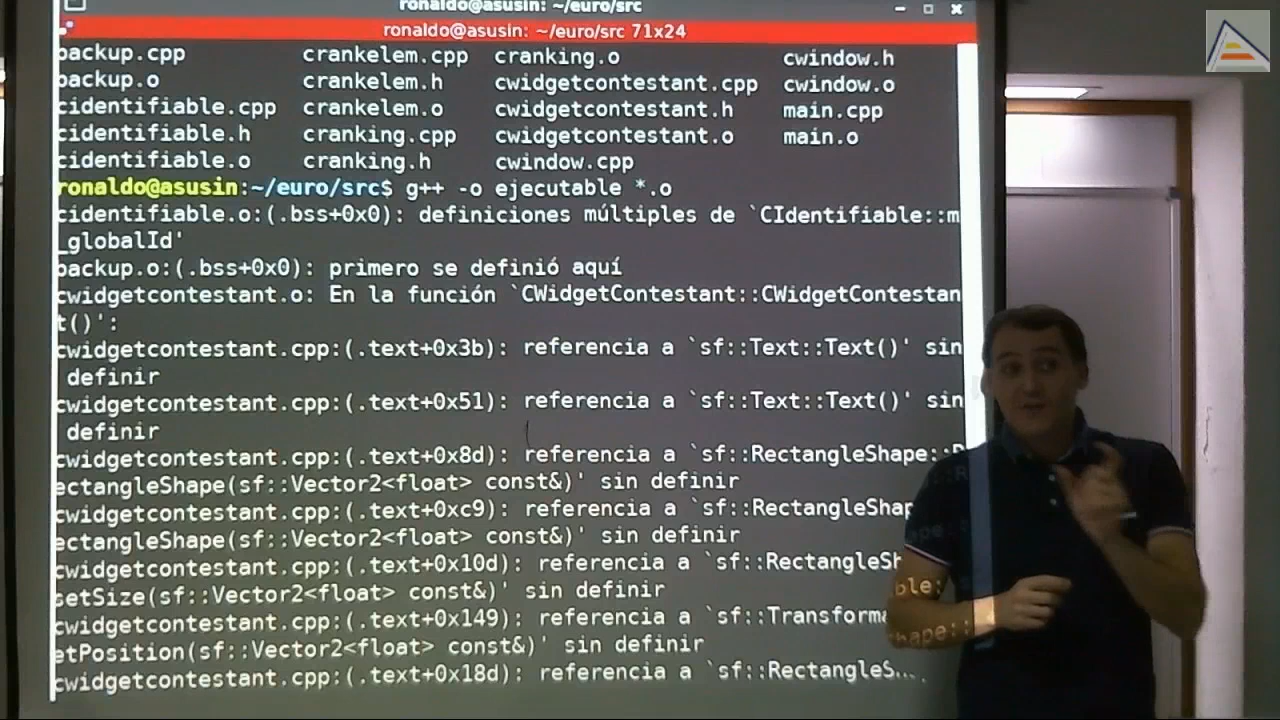 ronaldo@asusin: ~/euro/src
ronaldo@asusin: ~/euro/src 71x24
backup.cpp crankelem.cpp cranking.o cwindow.h
backup.o crankelem.h cwidgetcontestant.cpp cwindow.o
cidentifiable.cpp crankelem.o cwidgetcontestant.h main.cpp
cidentifiable.h cranking.cpp cwidgetcontestant.o main.o
cidentifiable.o cranking.h cwindow.cpp
ronaldo@asusin:~/euro/src$ g++ -o ejecutable *.o
cidentifiable.o:(.bss+0x0): definiciones múltiples de `CIdentifiable::m
_globalId'
backup.o:(.bss+0x0): primero se definió aquí
cwidgetcontestant.o: En la función `CWidgetContestant::CWidgetContestan
t()':
cwidgetcontestant.cpp:(.text+0x3b): referencia a `sf::Text::Text()' sin
definir
cwidgetcontestant.cpp:(.text+0x51): referencia a `sf::Text::Text()' sin
definir
cwidgetcontestant.cpp:(.text+0x8d): referencia a `sf::RectangleShape::R
ectangleShape(sf::Vector2<float> const&)' sin definir
cwidgetcontestant.cpp:(.text+0xc9): referencia a `sf::RectangleShape
ectangleShape(sf::Vector2<float> const&)' sin definir
cwidgetcontestant.cpp:(.text+0x10d): referencia a `sf::RectangleSh
setSize(sf::Vector2<float> const&)' sin definir
cwidgetcontestant.cpp:(.text+0x149): referencia a `sf::Transforma
etPosition(sf::Vector2<float> const&)' sin definir
cwidgetcontestant.cpp:(.text+0x18d): referencia a `sf::RectangleS